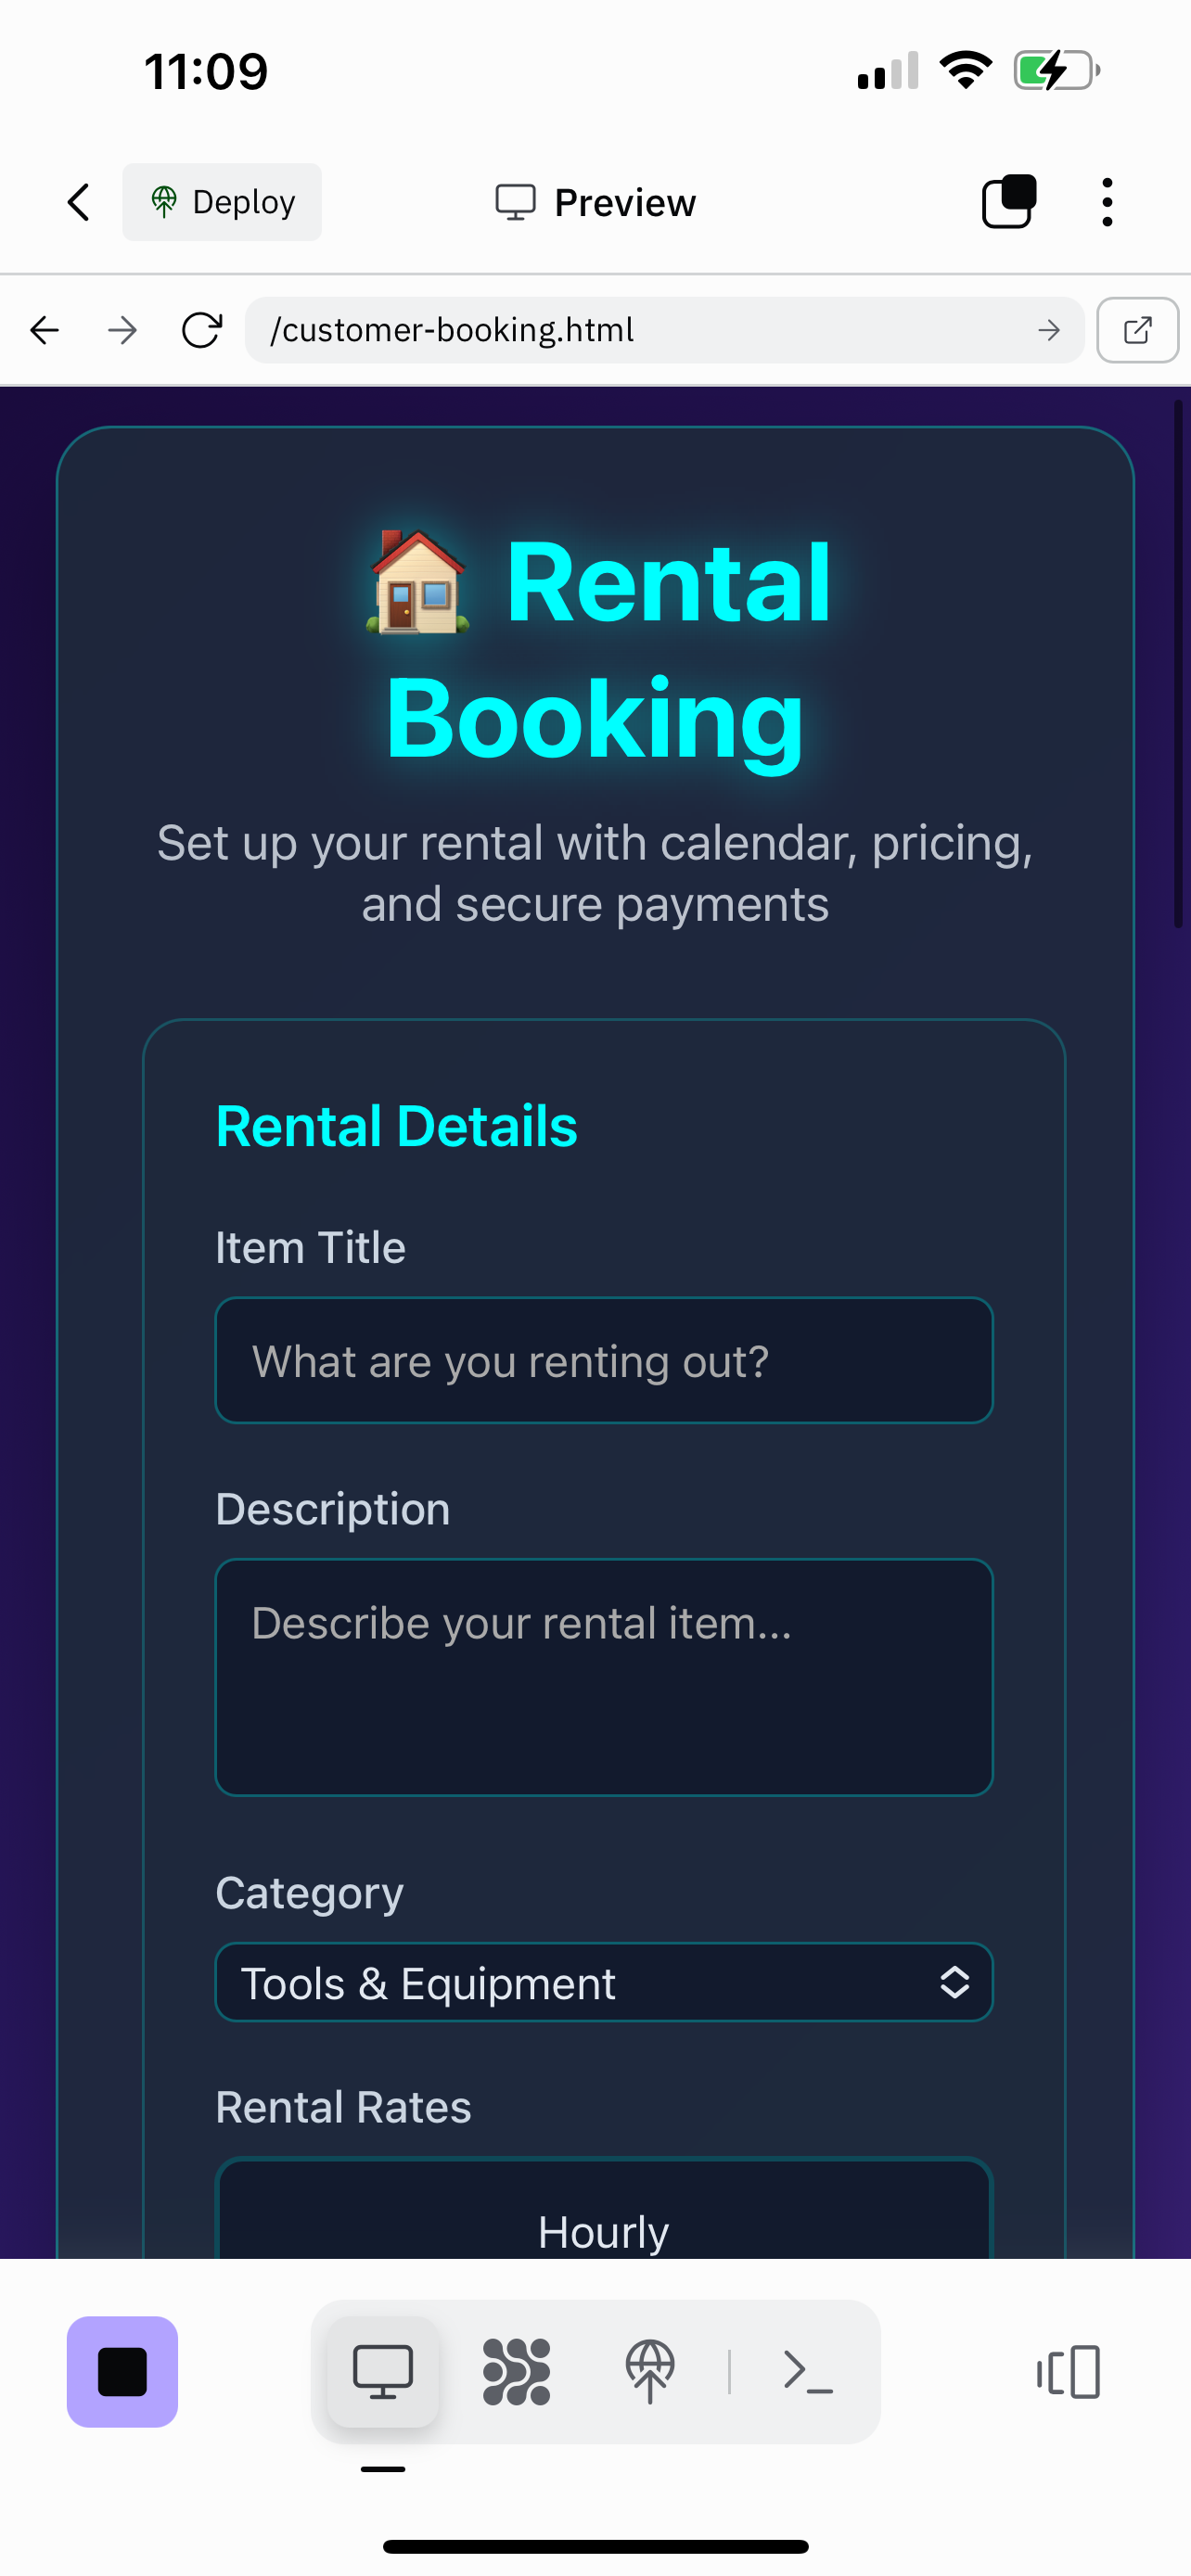 11:09
Deploy
Preview
/customer-booking.html
Rental
Booking
Set up your rental with calendar, pricing,
and secure payments
Rental Details
Item Title
What are you renting out?
Description
Describe your rental item...
Category
Tools & Equipment
Rental Rates
Hourly